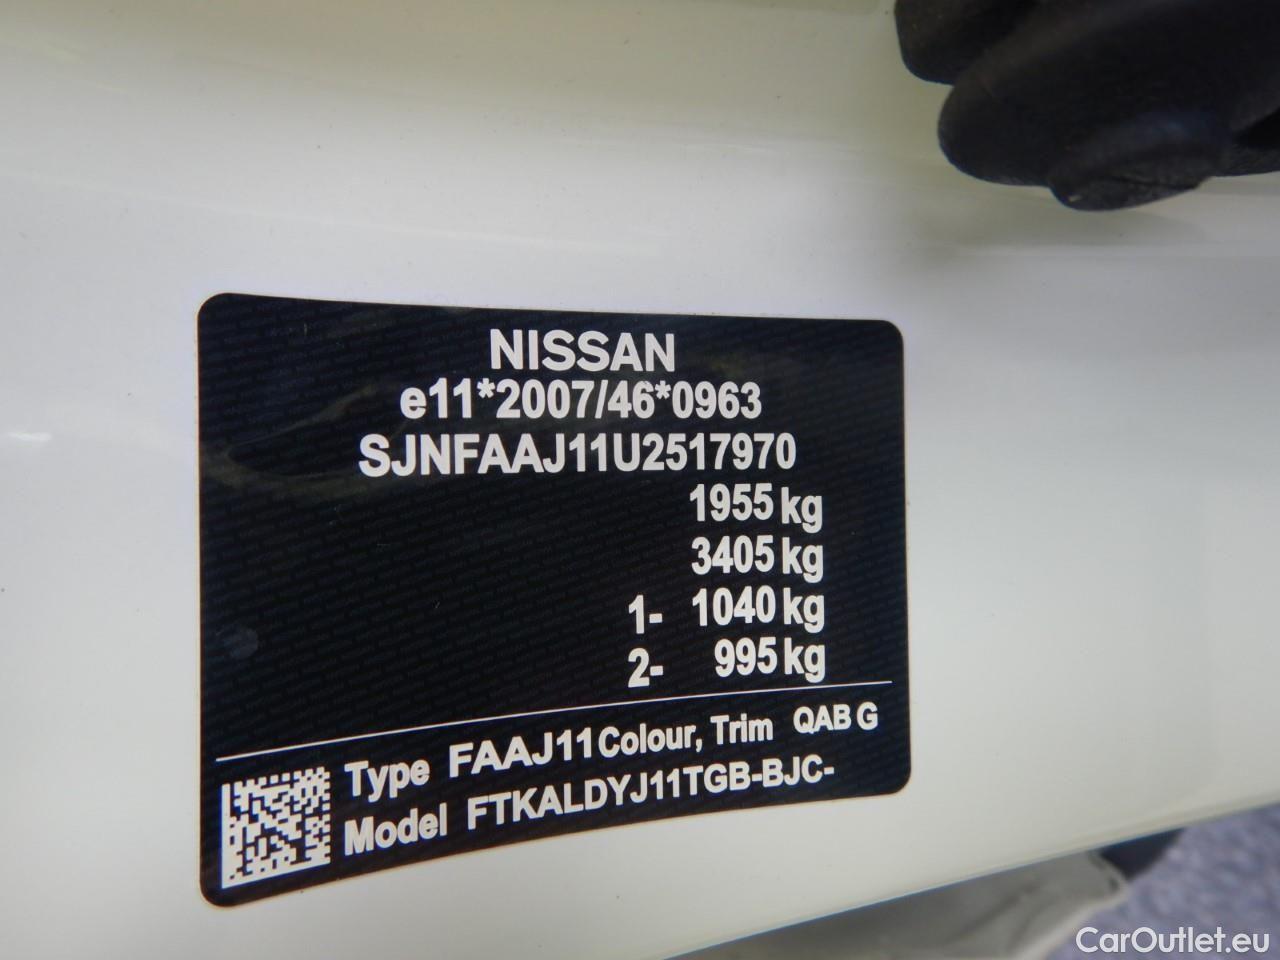 NISSAN
e11*2007/46*0963
SJNFAAJ11U2517970
1955 kg
3405 kg
1- 1040 kg
2- 995 kg
Type FAAJ11 Colour, Trim QAB G
Model FTKALDYJ11TGB-BJC-
CarOutlet.eu